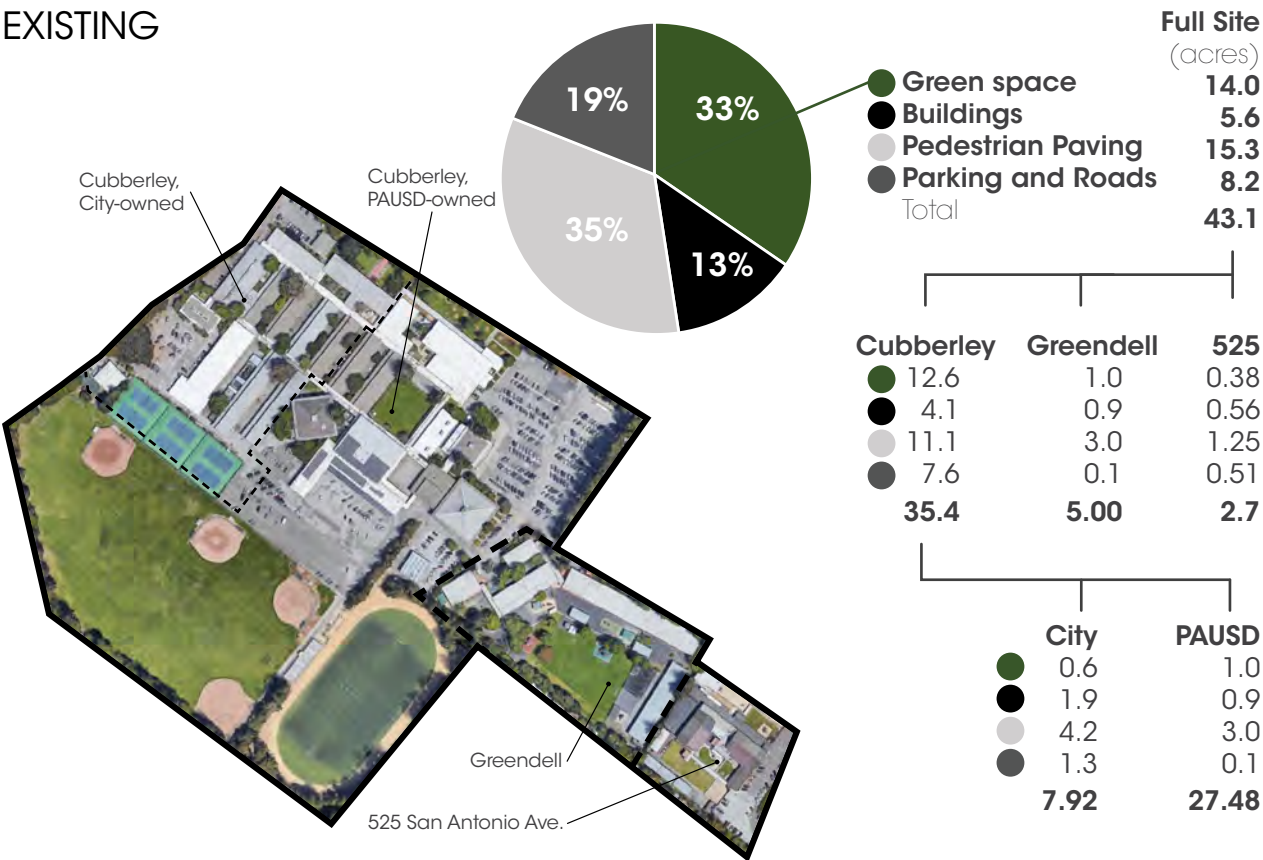 EXISTING
Full Site
(acres)
Green space 14.0
Buildings 5.6
Pedestrian Paving 15.3
Parking and Roads 8.2
Total 43.1
19%
33%
35%
13%
Cubberley,
City-owned
Cubberley,
PAUSD-owned
Cubberley Greendell 525
12.6 1.0 0.38
4.1 0.9 0.56
11.1 3.0 1.25
7.6 0.1 0.51
35.4 5.00 2.7
City PAUSD
0.6 1.0
1.9 0.9
4.2 3.0
1.3 0.1
7.92 27.48
Greendell
525 San Antonio Ave.